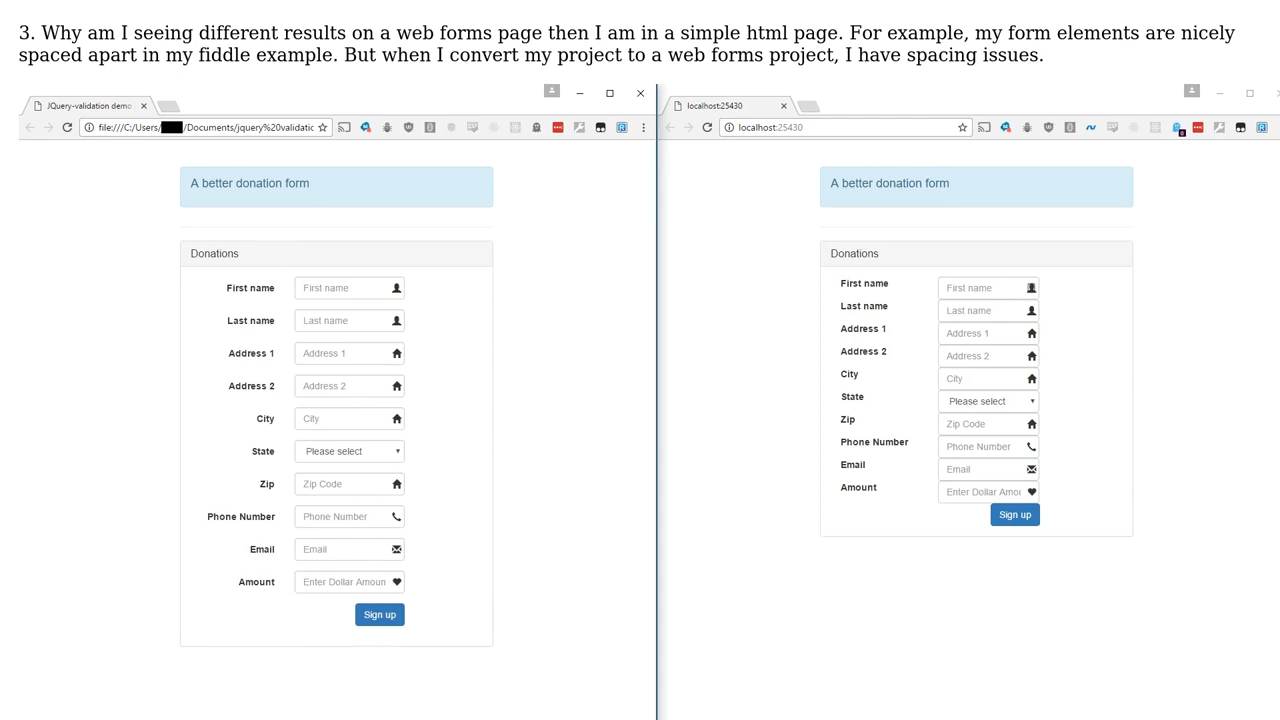 3. Why am I seeing different results on a web forms page then I am in a simple html page. For example, my form elements are nicely
spaced apart in my fiddle example. But when I convert my project to a web forms project, I have spacing issues.
JQuery-validation demo
file:///C:/Users/ /Documents/jquery%20validatic
A better donation form
Donations
First name First name
Last name Last name
Address 1 Address 1
Address 2 Address 2
City City
State Please select
Zip Zip Code
Phone Number Phone Number
Email Email
Amount Enter Dollar Amoun
Sign up
localhost:25430
localhost:25430
A better donation form
Donations
First name First name
Last name Last name
Address 1 Address 1
Address 2 Address 2
City City
State Please select
Zip Zip Code
Phone Number Phone Number
Email Email
Amount Enter Dollar Amou
Sign up